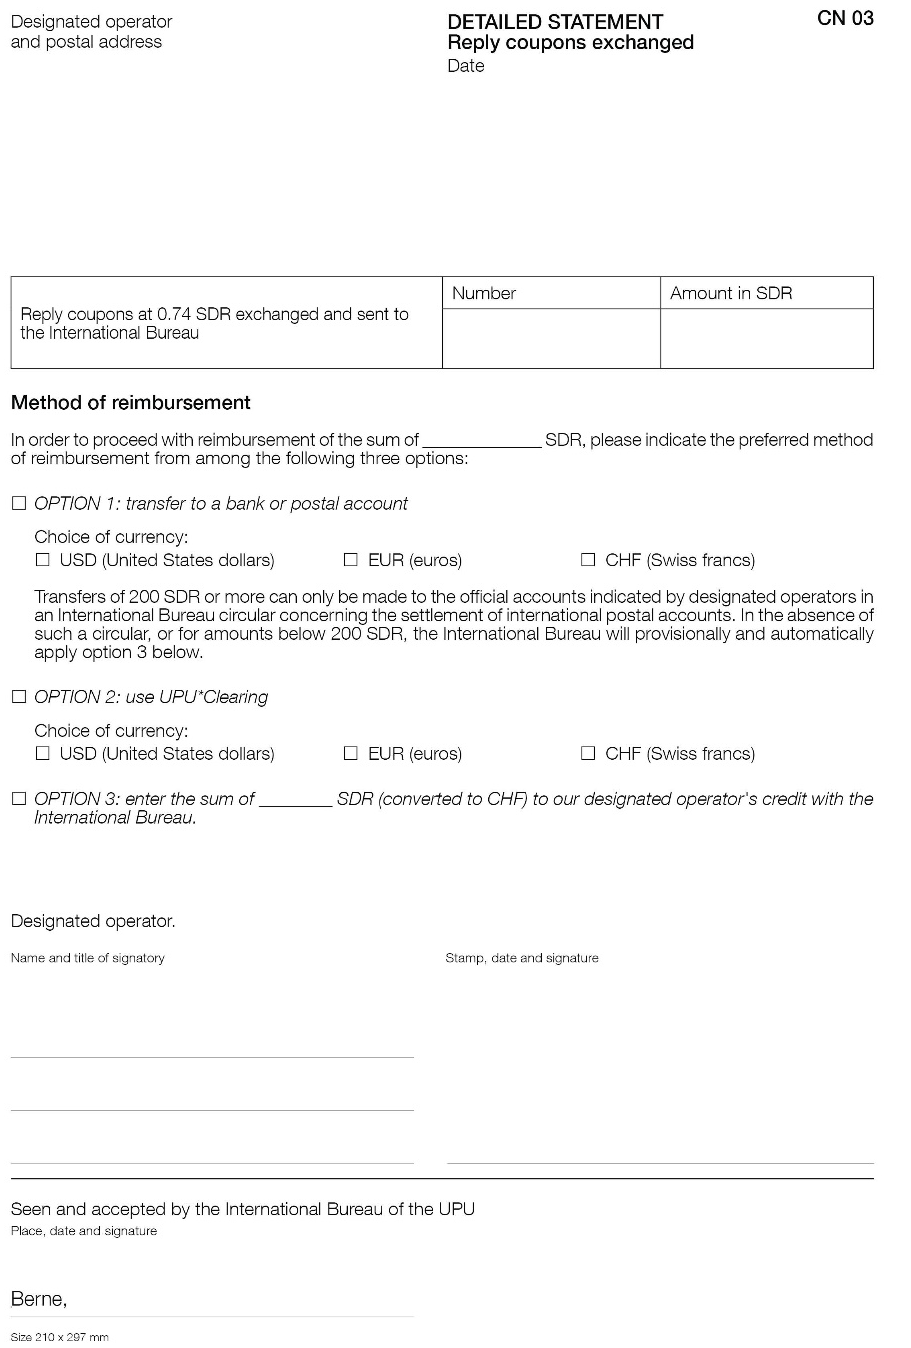 Designated operator
and postal address
DETAILED STATEMENT
Reply coupons exchanged
Date
CN 03
Reply coupons at 0.74 SDR exchanged and sent to
the International Bureau
Number
Amount in SDR
Method of reimbursement
In order to proceed with reimbursement of the sum of ____________ SDR, please indicate the preferred method
of reimbursement from among the following three options:
☐ OPTION 1: transfer to a bank or postal account
Choice of currency:
☐ USD (United States dollars) ☐ EUR (euros) ☐ CHF (Swiss francs)
Transfers of 200 SDR or more can only be made to the official accounts indicated by designated operators in
an International Bureau circular concerning the settlement of international postal accounts. In the absence of
such a circular, or for amounts below 200 SDR, the International Bureau will provisionally and automatically
apply option 3 below.
☐ OPTION 2: use UPU*Clearing
Choice of currency:
☐ USD (United States dollars) ☐ EUR (euros) ☐ CHF (Swiss francs)
☐ OPTION 3: enter the sum of ________ SDR (converted to CHF) to our designated operator's credit with the
International Bureau.
Designated operator.
Name and title of signatory
Stamp, date and signature
Seen and accepted by the International Bureau of the UPU
Place, date and signature
Berne,
Size 210 x 297 mm